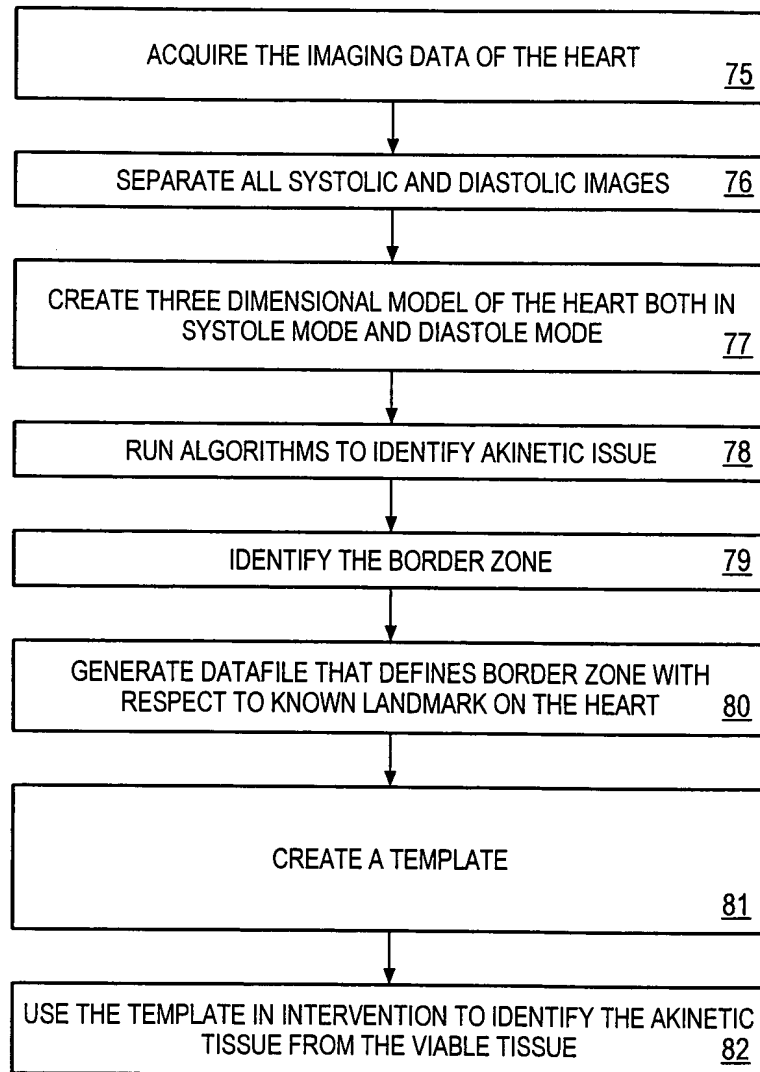 ACQUIRE THE IMAGING DATA OF THE HEART
75
SEPARATE ALL SYSTOLIC AND DIASTOLIC IMAGES 76
CREATE THREE DIMENSIONAL MODEL OF THE HEART BOTH IN
SYSTOLE MODE AND DIASTOLE MODE
77
RUN ALGORITHMS TO IDENTIFY AKINETIC ISSUE 78
IDENTIFY THE BORDER ZONE 79
GENERATE DATAFILE THAT DEFINES BORDER ZONE WITH
RESPECT TO KNOWN LANDMARK ON THE HEART 80
CREATE A TEMPLATE
81
USE THE TEMPLATE IN INTERVENTION TO IDENTIFY THE AKINETIC
TISSUE FROM THE VIABLE TISSUE 82